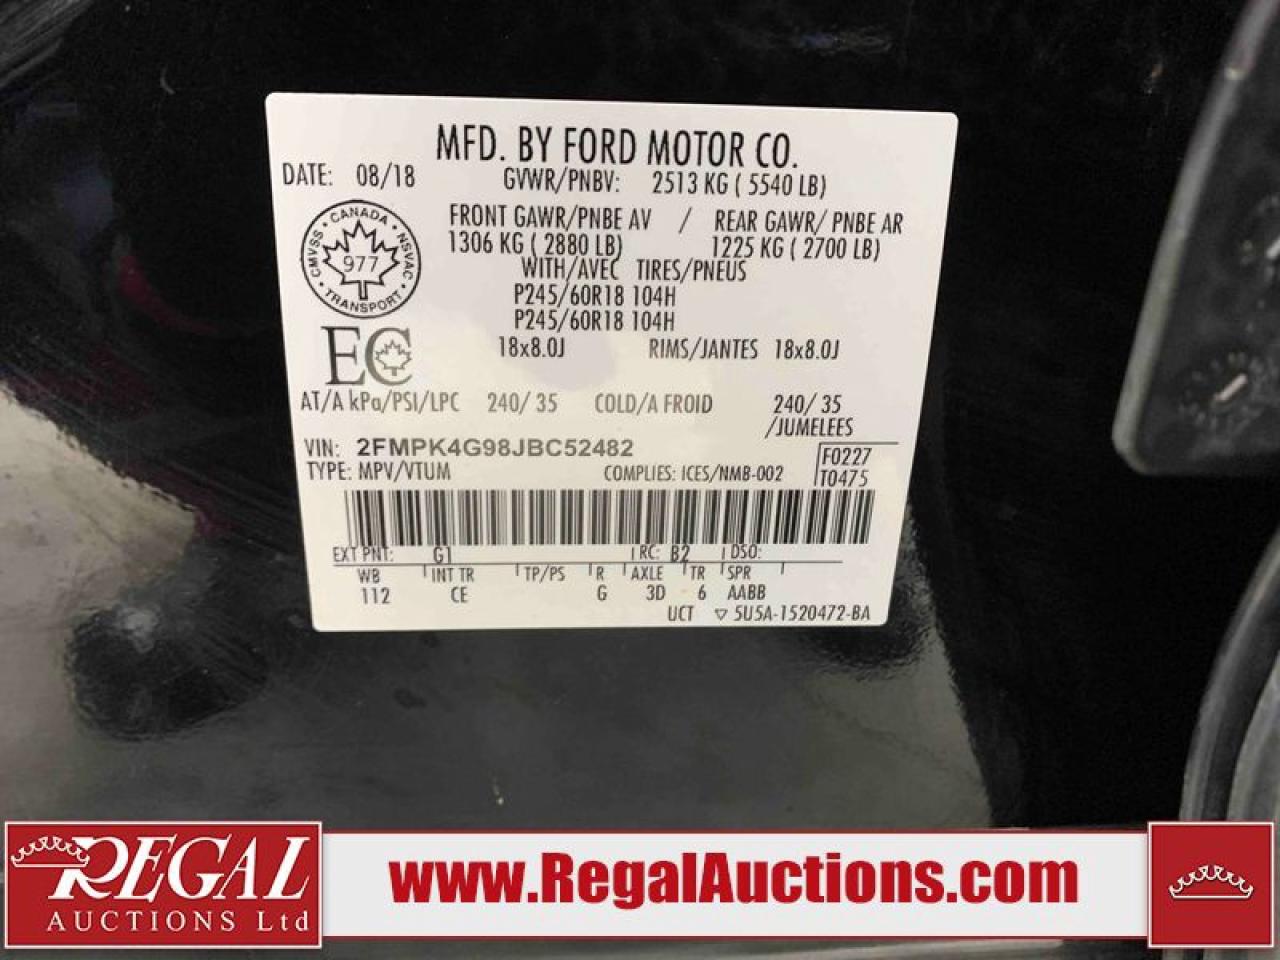 MFD. BY FORD MOTOR CO.
DATE: 08/18 GVWR/PNBV: 2513 KG ( 5540 LB)
FRONT GAWR/PNBE AV / REAR GAWR/ PNBE AR
1306 KG ( 2880 LB) 1225 KG ( 2700 LB)
WITH/AVEC TIRES/PNEUS
P245/60R18 104H
P245/60R18 104H
18x8.0J RIMS/JANTES 18x8.0J
CANADA
CMVSS · NSVAC
977
TRANSPORT
EC
AT/A kPa/PSI/LPC 240/ 35 COLD/A FROID 240/ 35
/JUMELEES
VIN: 2FMPK4G98JBC52482
TYPE: MPV/VTUM COMPLIES: ICES/NMB-002
F0227
T0475
EXT PNT: G1 RC: B2 DSO:
WB INT TR TP/PS R AXLE TR SPR
112 CE G 3D 6 AABB
UCT ▽ 5U5A-1520472-BA
REGAL
AUCTIONS Ltd
www.RegalAuctions.com